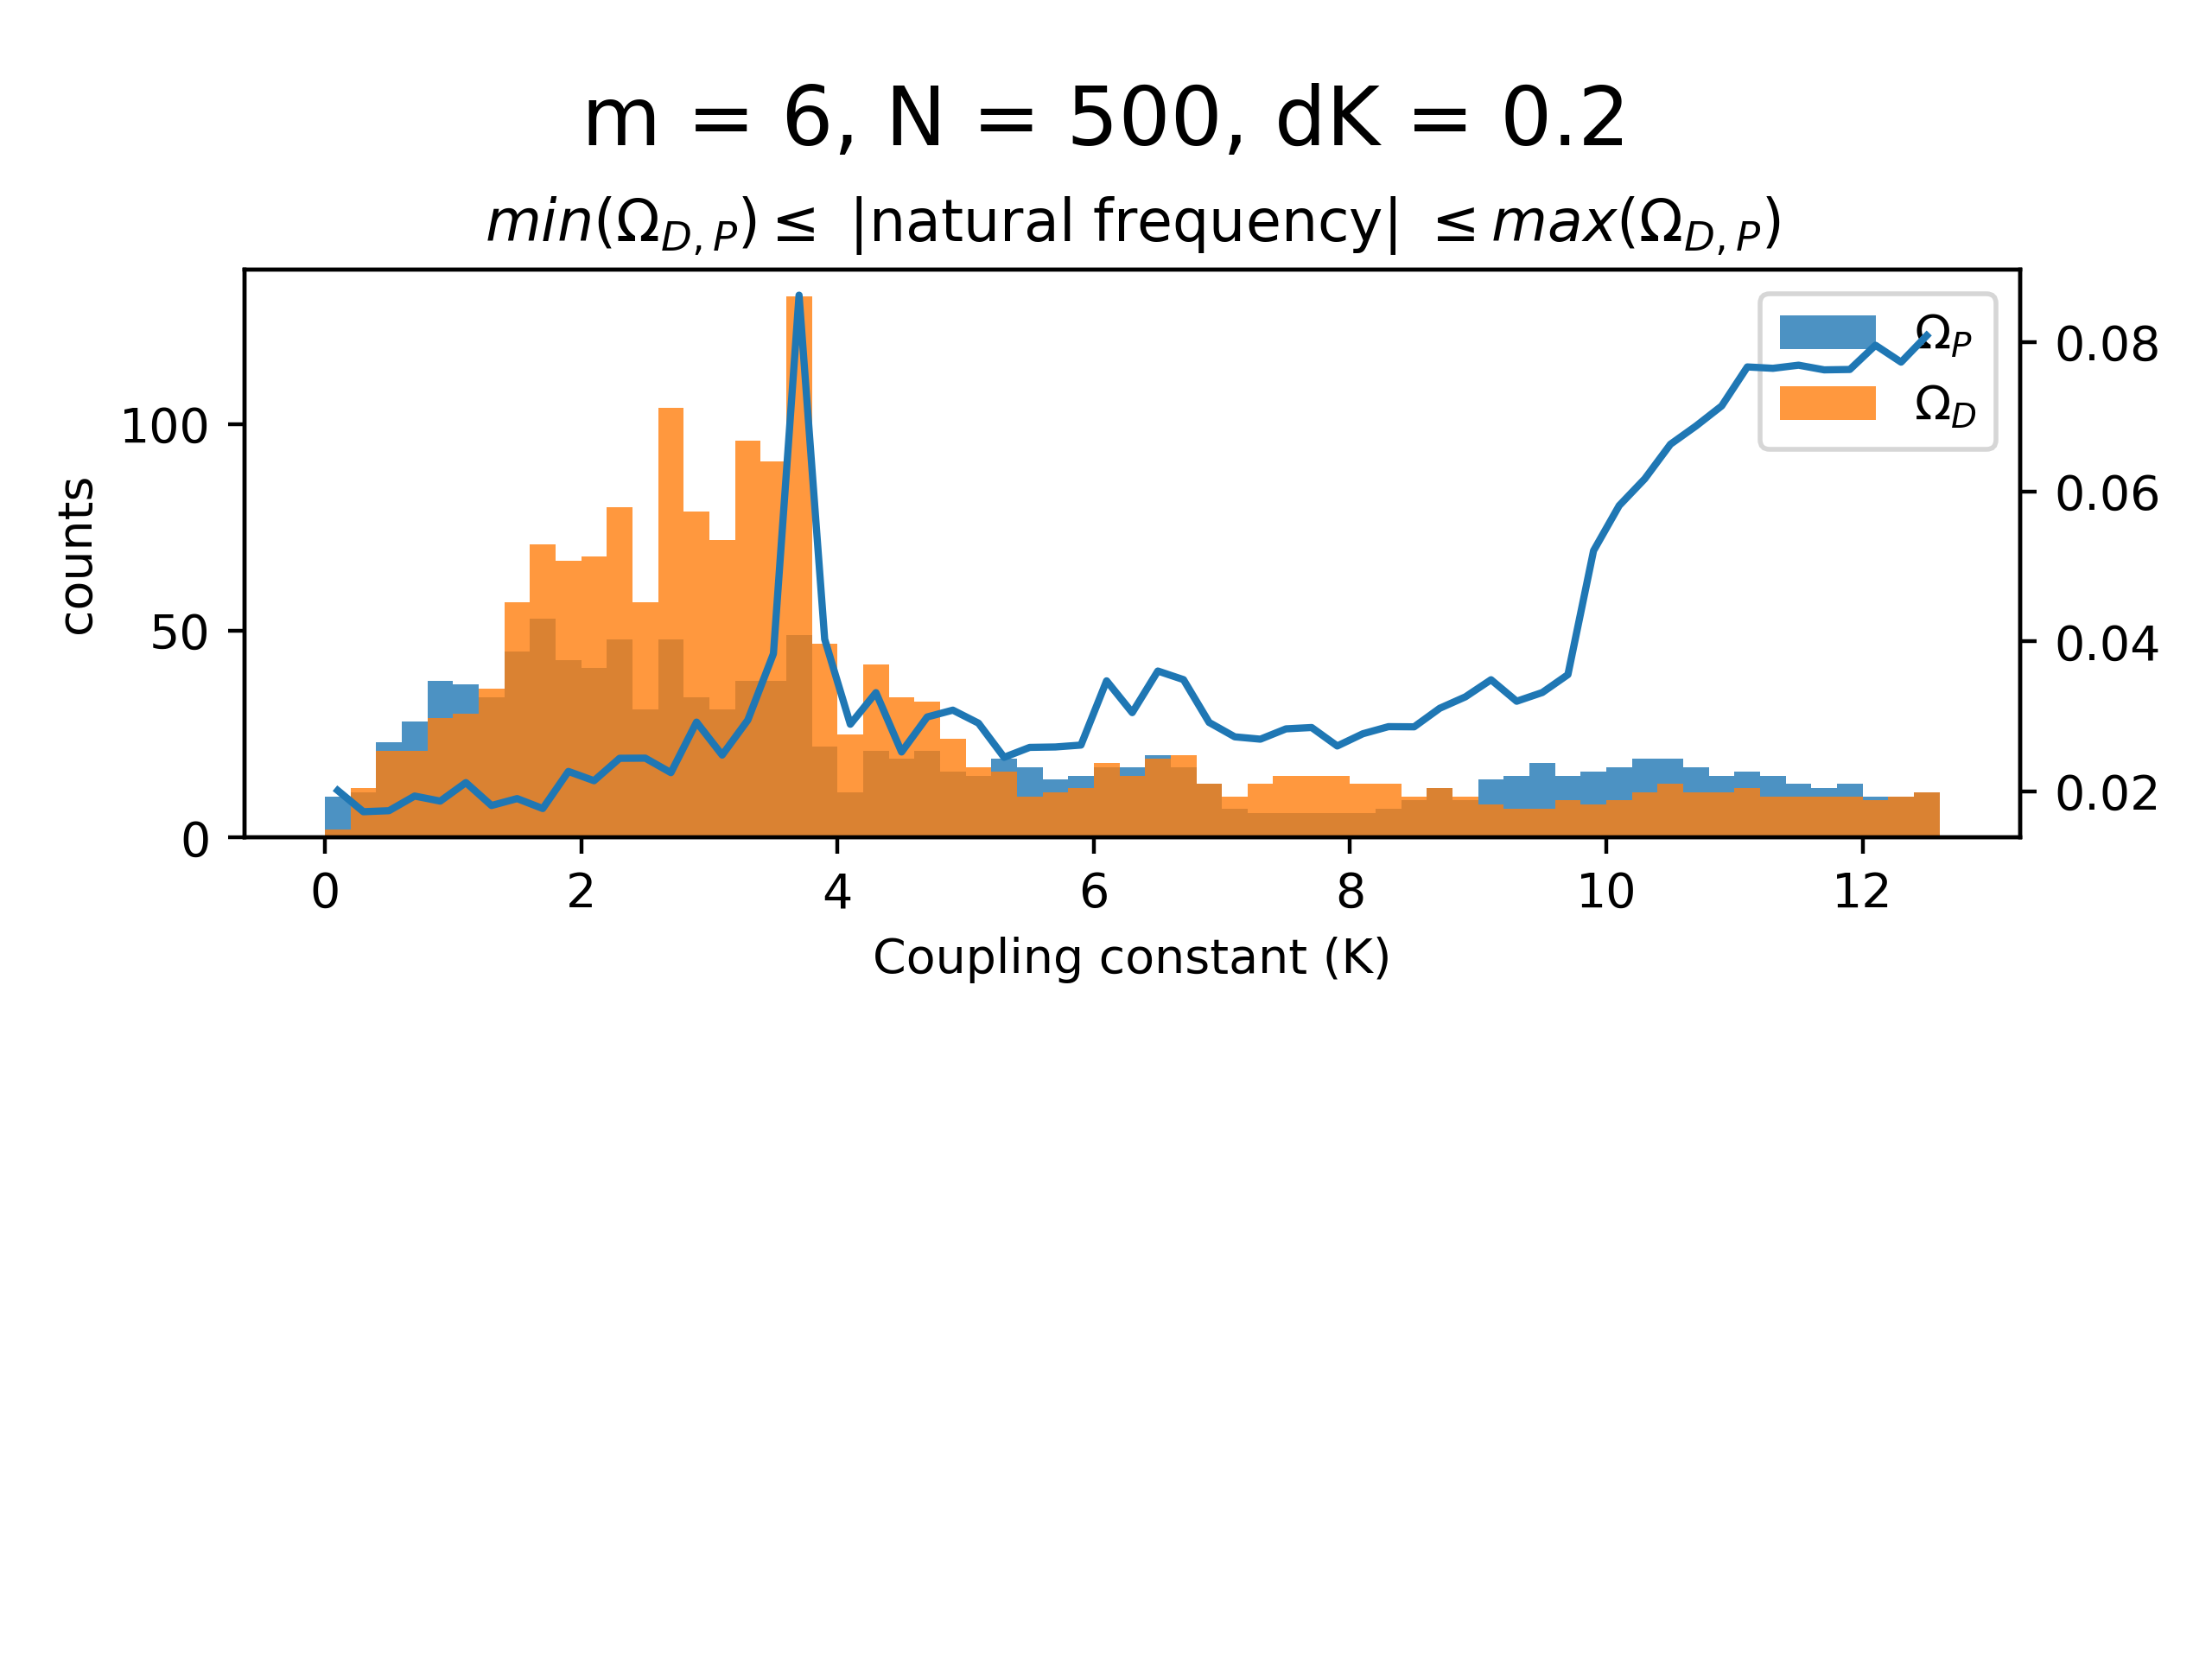 m = 6, N = 500, dK = 0.2
min(Ω_{D, P}) ≤ |natural frequency| ≤ max(Ω_{D, P})
Ω_P
Ω_D
counts
100
50
0
0.08
0.06
0.04
0.02
0 2 4 6 8 10 12
Coupling constant (K)